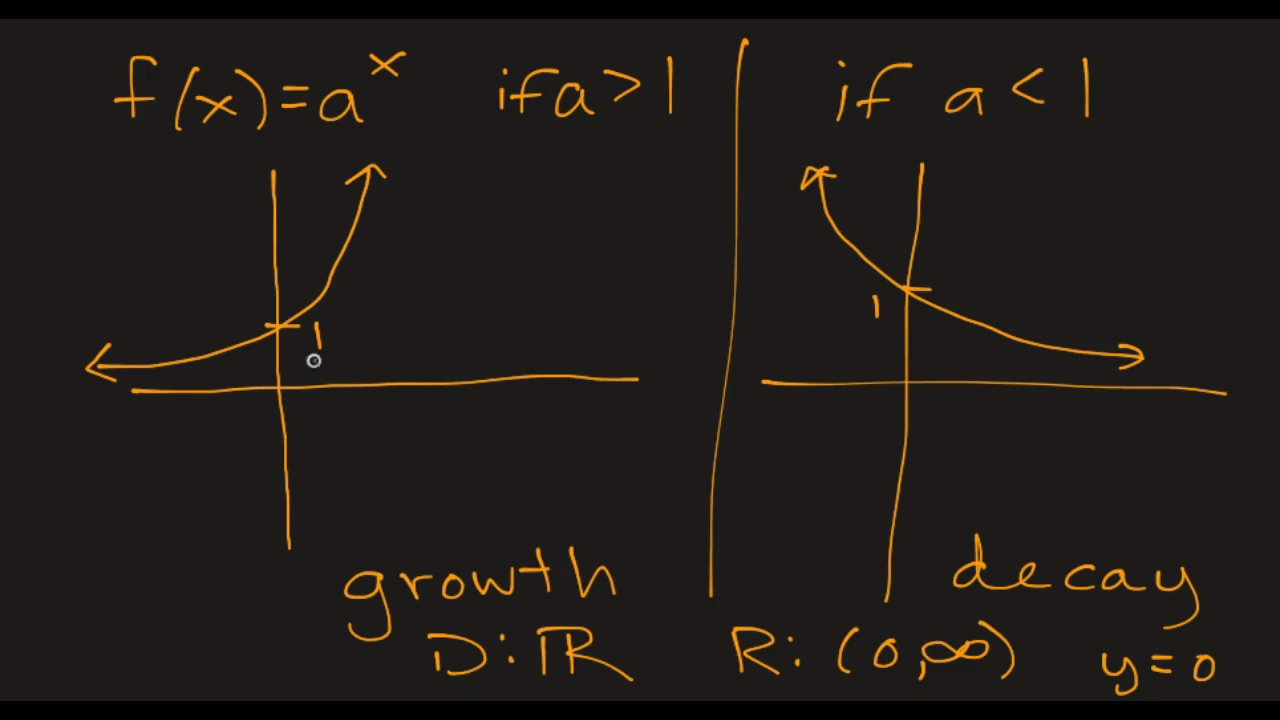 f(x)=a^x if a>1
if a<1
1
1
growth
decay
D:ℝ R:(0,∞) y=0